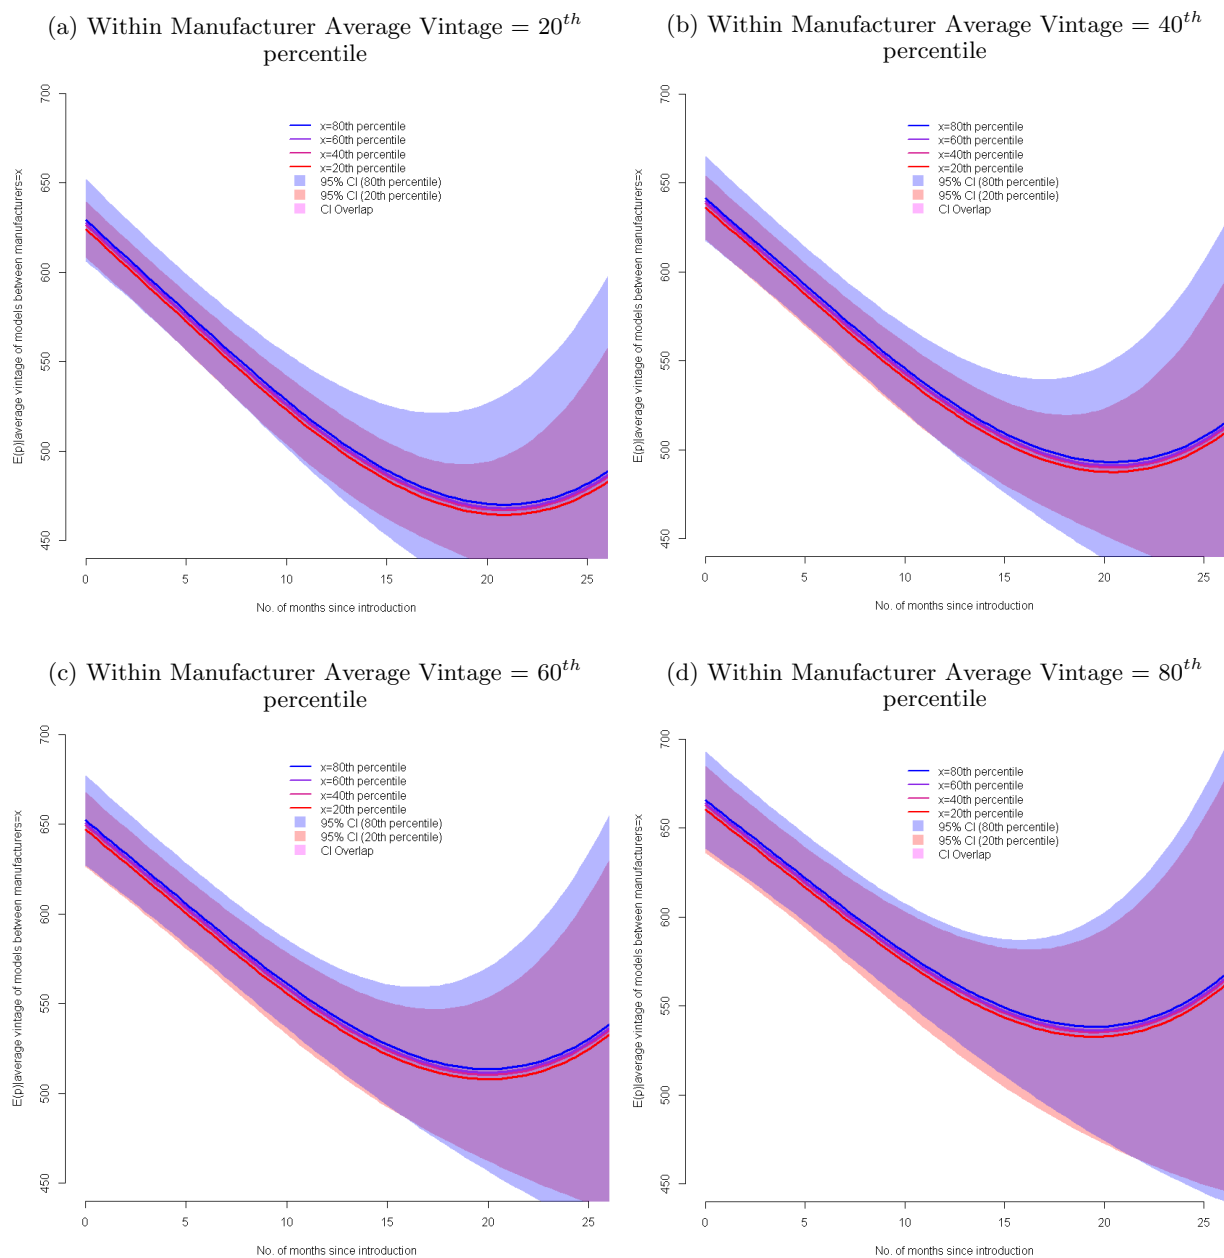 (a) Within Manufacturer Average Vintage = 20th
percentile
700
650
600
550
500
450
E(p)|average vintage of models between manufacturers=x
x=80th percentile
x=60th percentile
x=40th percentile
x=20th percentile
95% CI (80th percentile)
95% CI (20th percentile)
CI Overlap
0 5 10 15 20 25
No. of months since introduction
(b) Within Manufacturer Average Vintage = 40th
percentile
700
650
600
550
500
450
E(p)|average vintage of models between manufacturers=x
x=80th percentile
x=60th percentile
x=40th percentile
x=20th percentile
95% CI (80th percentile)
95% CI (20th percentile)
CI Overlap
0 5 10 15 20 25
No. of months since introduction
(c) Within Manufacturer Average Vintage = 60th
percentile
700
650
600
550
500
450
E(p)|average vintage of models between manufacturers=x
x=80th percentile
x=60th percentile
x=40th percentile
x=20th percentile
95% CI (80th percentile)
95% CI (20th percentile)
CI Overlap
0 5 10 15 20 25
No. of months since introduction
(d) Within Manufacturer Average Vintage = 80th
percentile
700
650
600
550
500
450
E(p)|average vintage of models between manufacturers=x
x=80th percentile
x=60th percentile
x=40th percentile
x=20th percentile
95% CI (80th percentile)
95% CI (20th percentile)
CI Overlap
0 5 10 15 20 25
No. of months since introduction